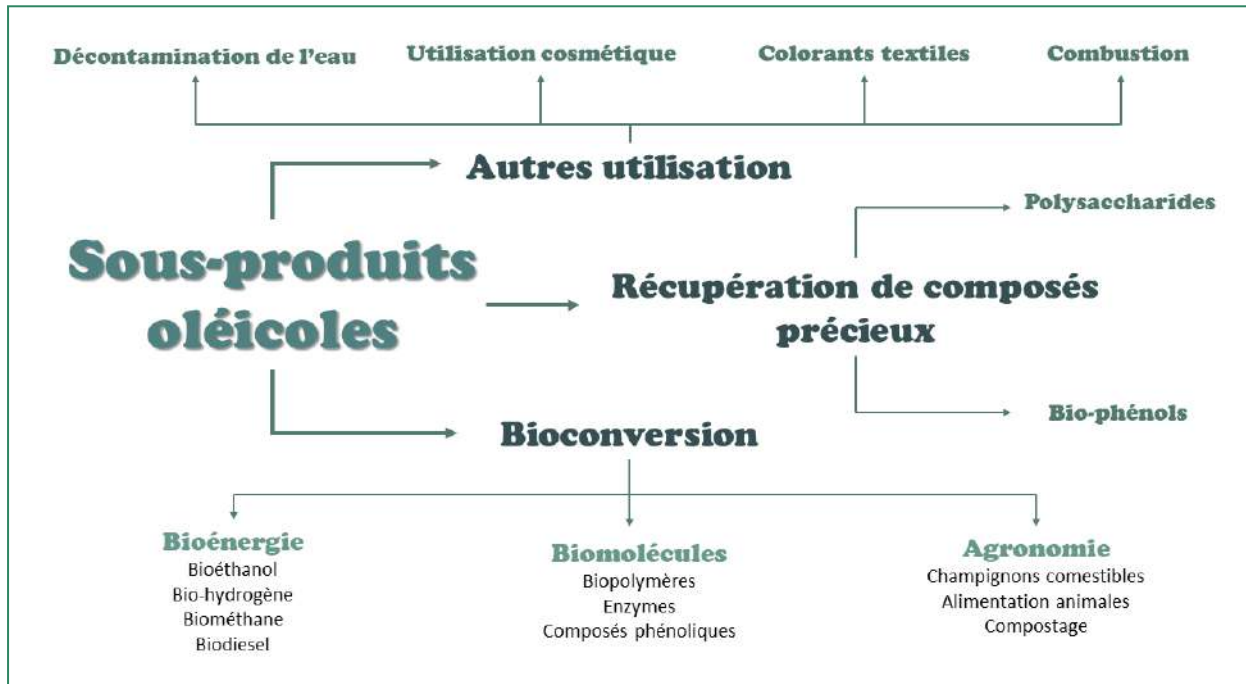 Décontamination de l'eau
Utilisation cosmétique
Colorants textiles
Combustion
Autres utilisation
Polysaccharides
Sous-produits
oléicoles
Récupération de composés
précieux
Bio-phénols
Bioconversion
Bioénergie
Bioéthanol
Bio-hydrogène
Biométhane
Biodiesel
Biomolécules
Biopolymères
Enzymes
Composés phénoliques
Agronomie
Champignons comestibles
Alimentation animales
Compostage